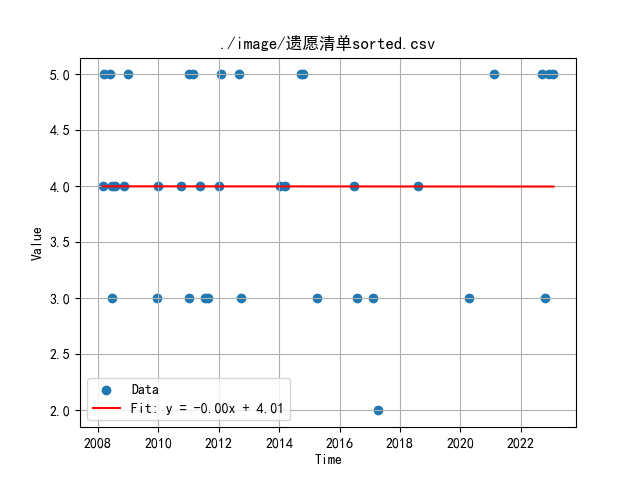 ./image/遗愿清单sorted.csv
5.0
4.5
4.0
3.5
3.0
2.5
2.0
Value
Data
Fit: y = -0.00x + 4.01
2008 2010 2012 2014 2016 2018 2020 2022
Time